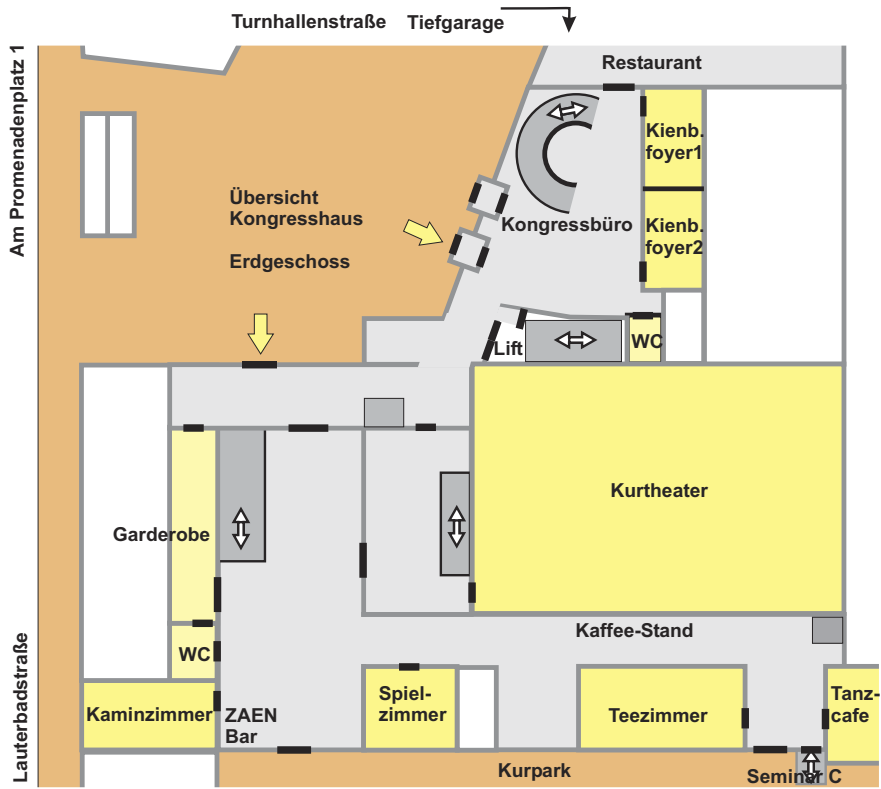 Turnhallenstraße Tiefgarage
Am Promenadenplatz 1
Restaurant
Kienb.
foyer1
Übersicht
Kongresshaus
Kongressbüro
Kienb.
foyer2
Erdgeschoss
Lift
WC
Kurtheater
Garderobe
Kaffee-Stand
WC
Lauterbadstraße
Kaminzimmer
ZAEN
Bar
Spiel-
zimmer
Teezimmer
Tanz-
cafe
Kurpark
Seminar C